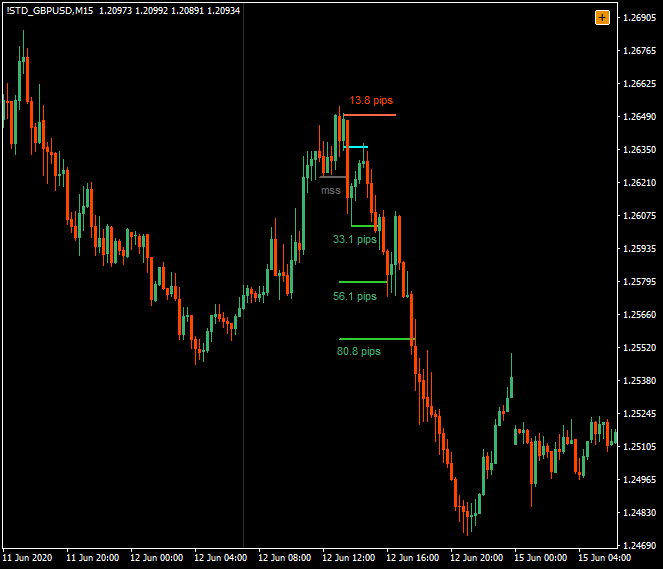 !STD_GBPUSD,M15 1.20973 1.20992 1.20891 1.20934
+
1.26905
1.26765
1.26625
1.26490
1.26350
1.26210
1.26075
1.25935
1.25795
1.25660
1.25520
1.25380
1.25245
1.25105
1.24965
1.24830
1.24690
13.8 pips
mss
33.1 pips
56.1 pips
80.8 pips
11 Jun 2020
11 Jun 20:00
12 Jun 00:00
12 Jun 04:00
12 Jun 08:00
12 Jun 12:00
12 Jun 16:00
12 Jun 20:00
15 Jun 00:00
15 Jun 04:00